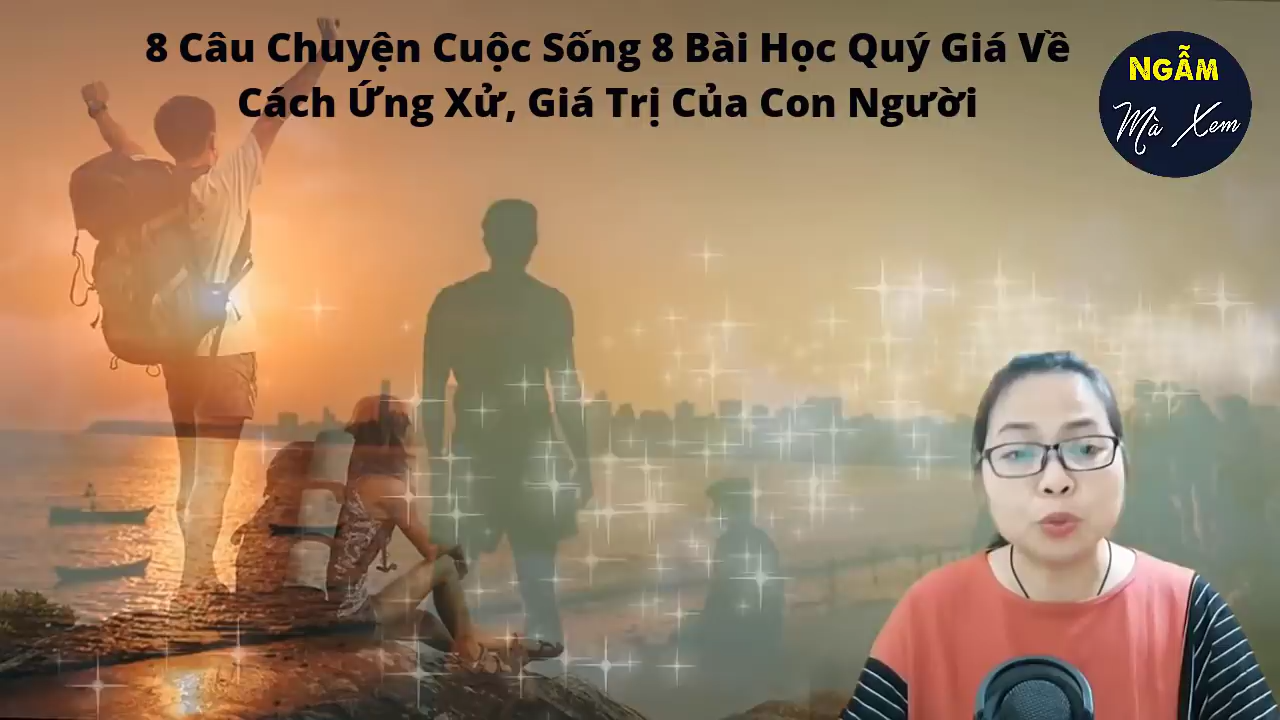 8 Câu Chuyện Cuộc Sống 8 Bài Học Quý Giá Về
Cách Ứng Xử, Giá Trị Của Con Người
NGẪM
Mà Xem